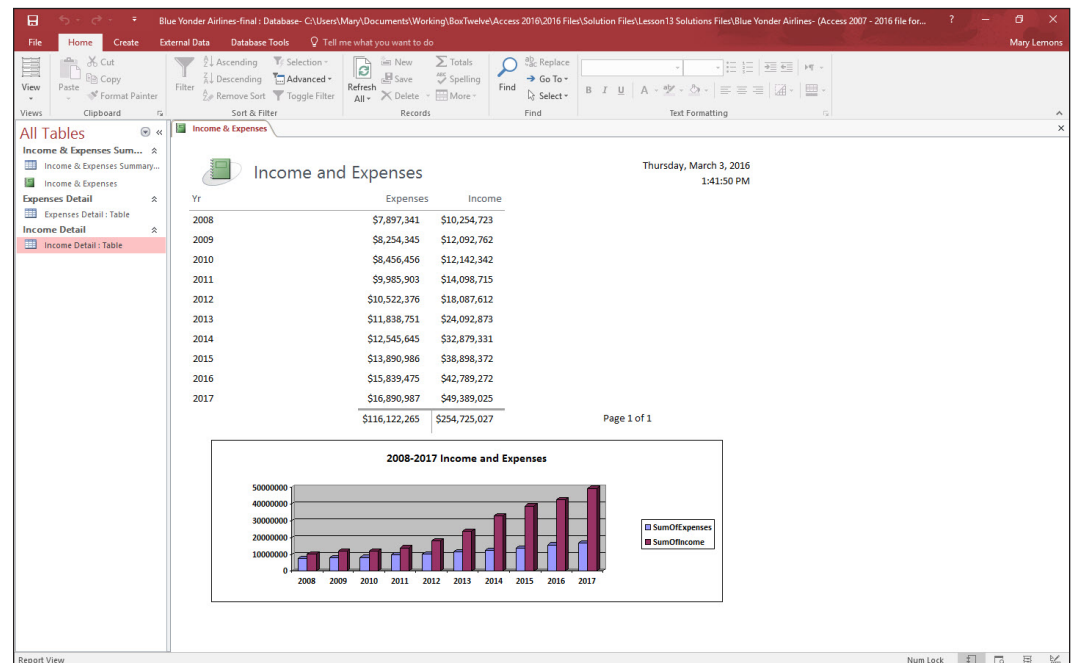 Blue Yonder Airlines-final : Database- C:\Users\Mary\Documents\Working\BoxTwelve\Access 2016\2016 Files\Solution Files\Lesson13 Solutions Files\Blue Yonder Airlines- (Access 2007 - 2016 file for... ?
File Home Create External Data Database Tools Tell me what you want to do Mary Lemons
View
Paste
Cut
Copy
Format Painter
Filter
Ascending
Descending
Remove Sort
Selection
Advanced
Toggle Filter
Refresh
All
New
Save
Delete
Totals
Spelling
More
Find
Replace
Go To
Select
B I U A
Views Clipboard Sort & Filter Records Find Text Formatting
All Tables
Income & Expenses Sum...
Income & Expenses Summary...
Income & Expenses
Expenses Detail
Expenses Detail : Table
Income Detail
Income Detail : Table
Income & Expenses
Income and Expenses
Thursday, March 3, 2016
1:41:50 PM
Yr Expenses Income
2008 $7,897,341 $10,254,723
2009 $8,254,345 $12,092,762
2010 $8,456,456 $12,142,342
2011 $9,985,903 $14,098,715
2012 $10,522,376 $18,087,612
2013 $11,838,751 $24,092,873
2014 $12,545,645 $32,879,331
2015 $13,890,986 $38,898,372
2016 $15,839,475 $42,789,272
2017 $16,890,987 $49,389,025
$116,122,265 $254,725,027
Page 1 of 1
2008-2017 Income and Expenses
50000000
40000000
30000000
20000000
10000000
0
2008 2009 2010 2011 2012 2013 2014 2015 2016 2017
SumOfExpenses
SumOfIncome
Report View Num Lock